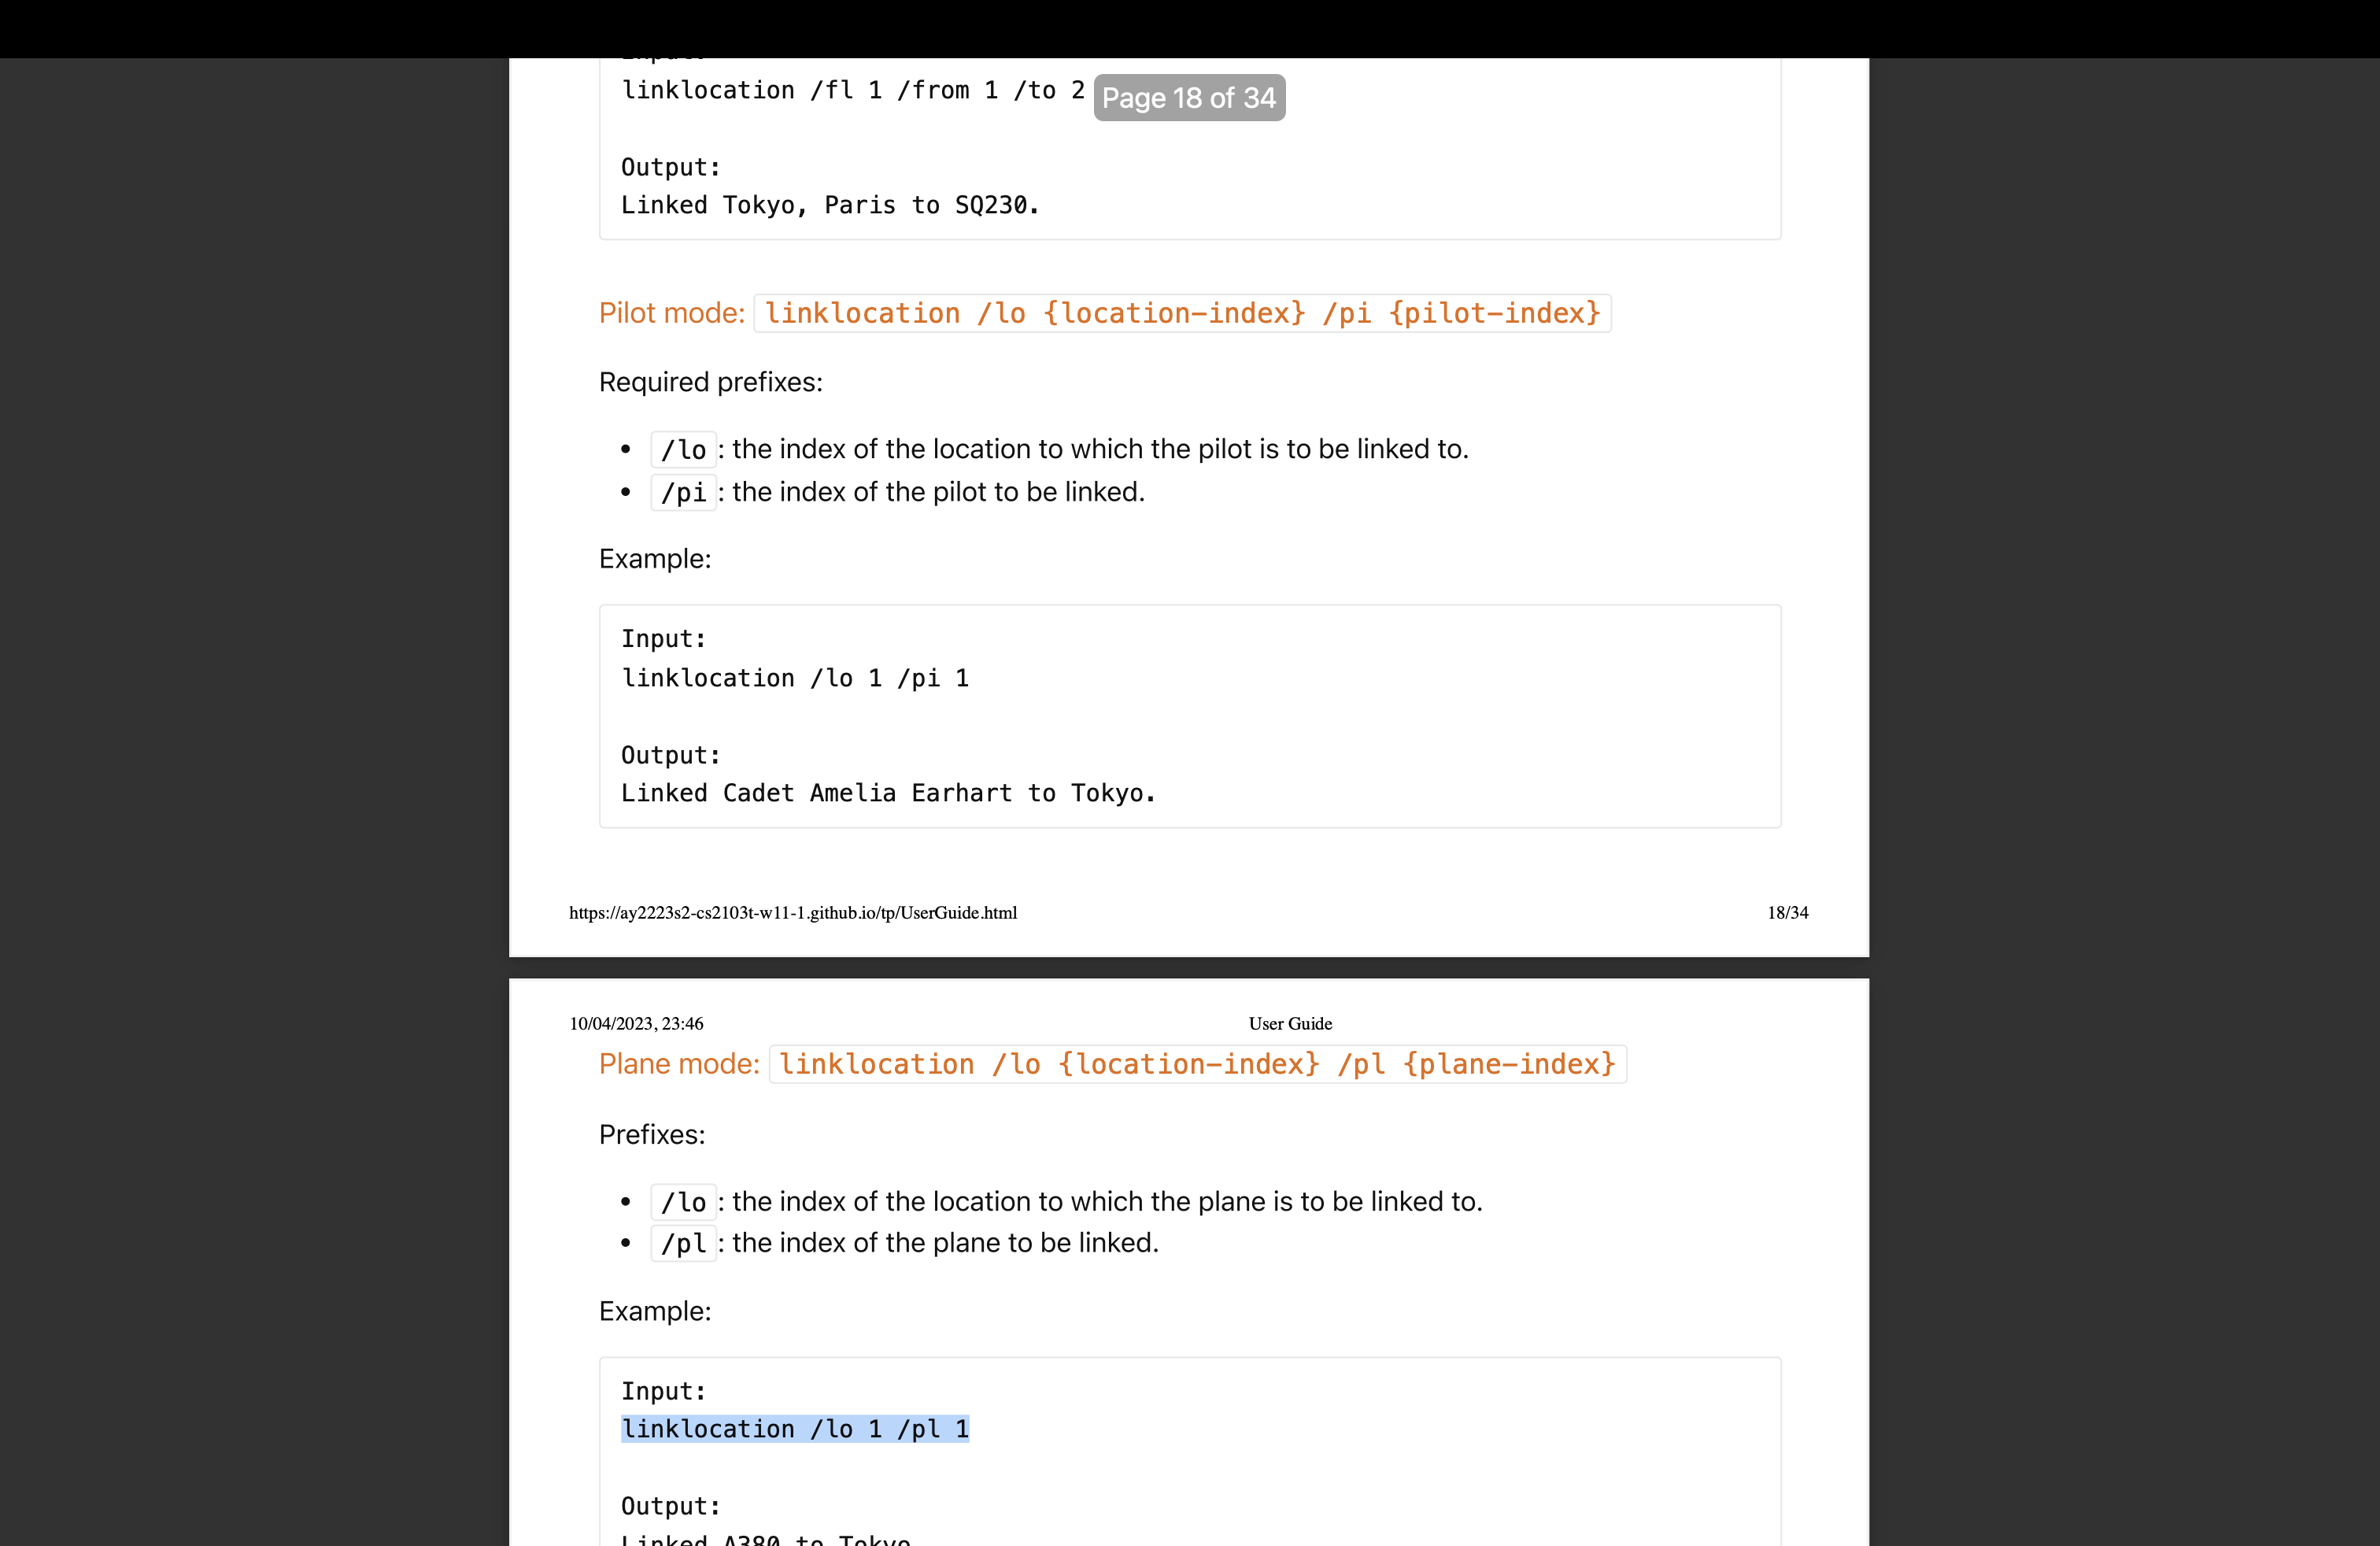 linklocation /fl 1 /from 1 /to 2
Page 18 of 34
Output:
Linked Tokyo, Paris to SQ230.
Pilot mode: linklocation /lo {location-index} /pi {pilot-index}
Required prefixes:
• /lo : the index of the location to which the pilot is to be linked to.
• /pi : the index of the pilot to be linked.
Example:
Input:
linklocation /lo 1 /pi 1
Output:
Linked Cadet Amelia Earhart to Tokyo.
https://ay2223s2-cs2103t-w11-1.github.io/tp/UserGuide.html 18/34
10/04/2023, 23:46 User Guide
Plane mode: linklocation /lo {location-index} /pl {plane-index}
Prefixes:
• /lo : the index of the location to which the plane is to be linked to.
• /pl : the index of the plane to be linked.
Example:
Input:
linklocation /lo 1 /pl 1
Output:
Linked A380 to Tokyo